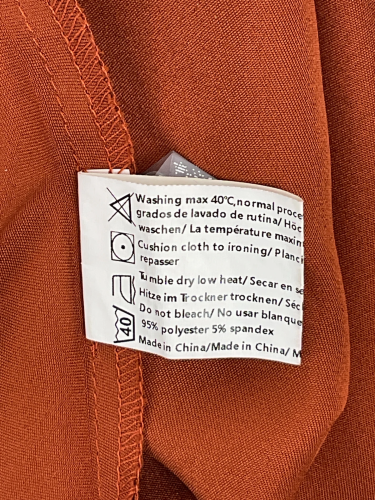 Washing max 40℃,normal proce
grados de lavado de rutina/ Höc
waschen/ La température maxim
Cushion cloth to ironing/ Planc
repasser
Tumble dry low heat/ Secar en se
Hitze im Trockner trocknen/ Séc
Do not bleach/ No usar blanque
95% polyester 5% spandex
Made in China/Made in China/ M
40